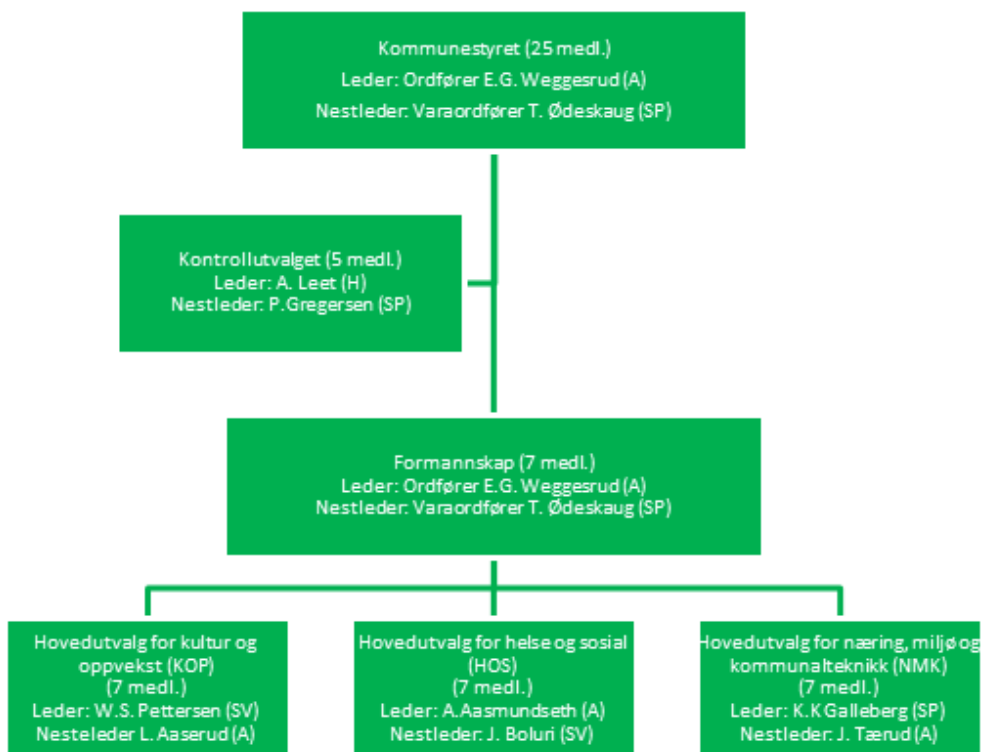 Kommunestyret (25 medl.)
Leder: Ordfører E.G. Weggesrud (A)
Nestleder: Varaordfører T. Ødeskaug (SP)
Kontrollutvalget (5 medl.)
Leder: A. Leet (H)
Nestleder: P.Gregersen (SP)
Formannskap (7 medl.)
Leder: Ordfører E.G. Weggesrud (A)
Nestleder: Varaordfører T. Ødeskaug (SP)
Hovedutvalg for kultur og
oppvekst (KOP)
(7 medl.)
Leder: W.S. Pettersen (SV)
Nesteleder L. Aaserud (A)
Hovedutvalg for helse og sosial
(HOS)
(7 medl.)
Leder: A.Aasmundseth (A)
Nestleder: J. Boluri (SV)
Hovedutvalg for næring, miljø og
kommunalteknikk (NMK)
(7 medl.)
Leder: K.K Galleberg (SP)
Nestleder: J. Tærud (A)